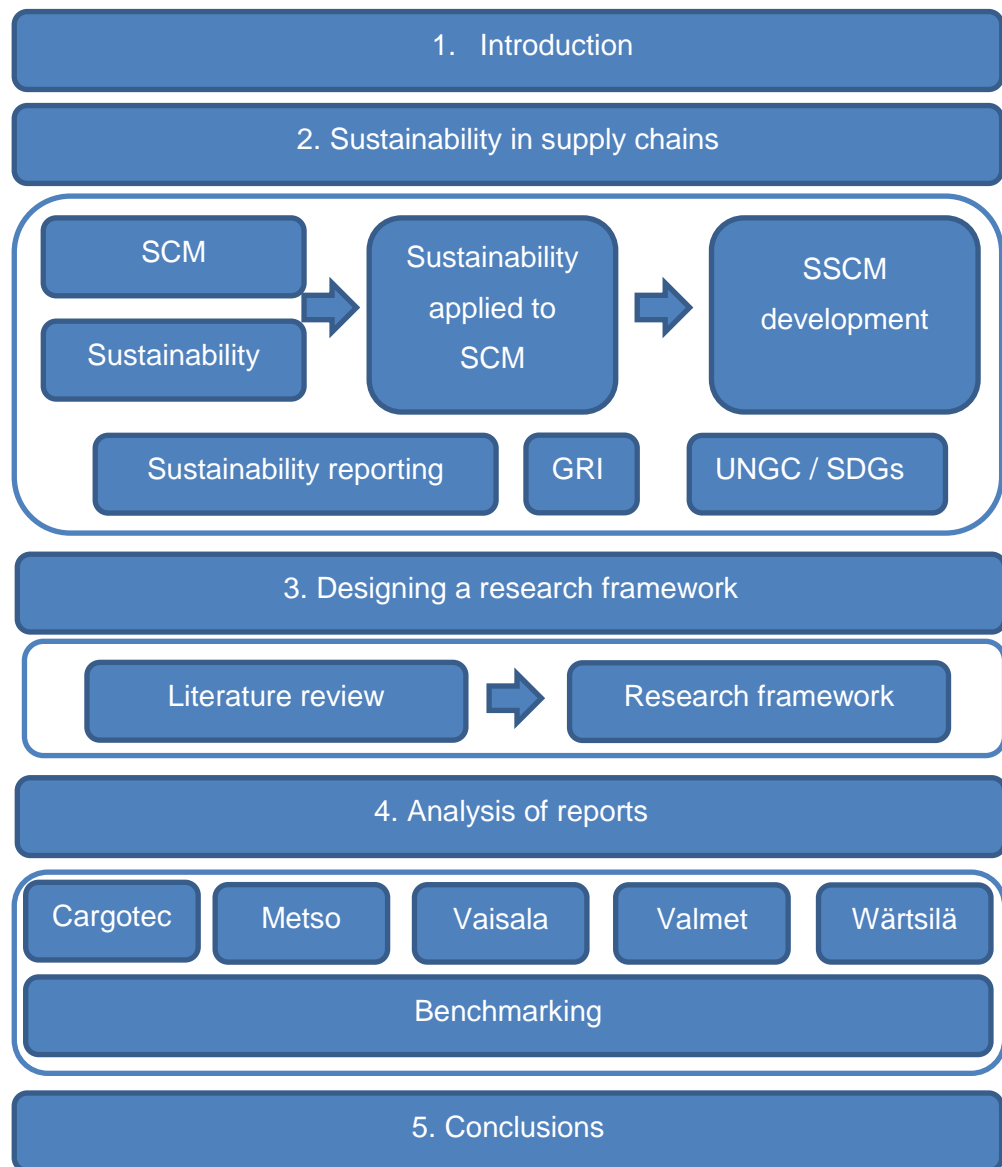 1. Introduction
2. Sustainability in supply chains
SCM
Sustainability
Sustainability
applied to
SCM
SSCM
development
Sustainability reporting
GRI
UNGC / SDGs
3. Designing a research framework
Literature review
Research framework
4. Analysis of reports
Cargotec
Metso
Vaisala
Valmet
Wärtsilä
Benchmarking
5. Conclusions